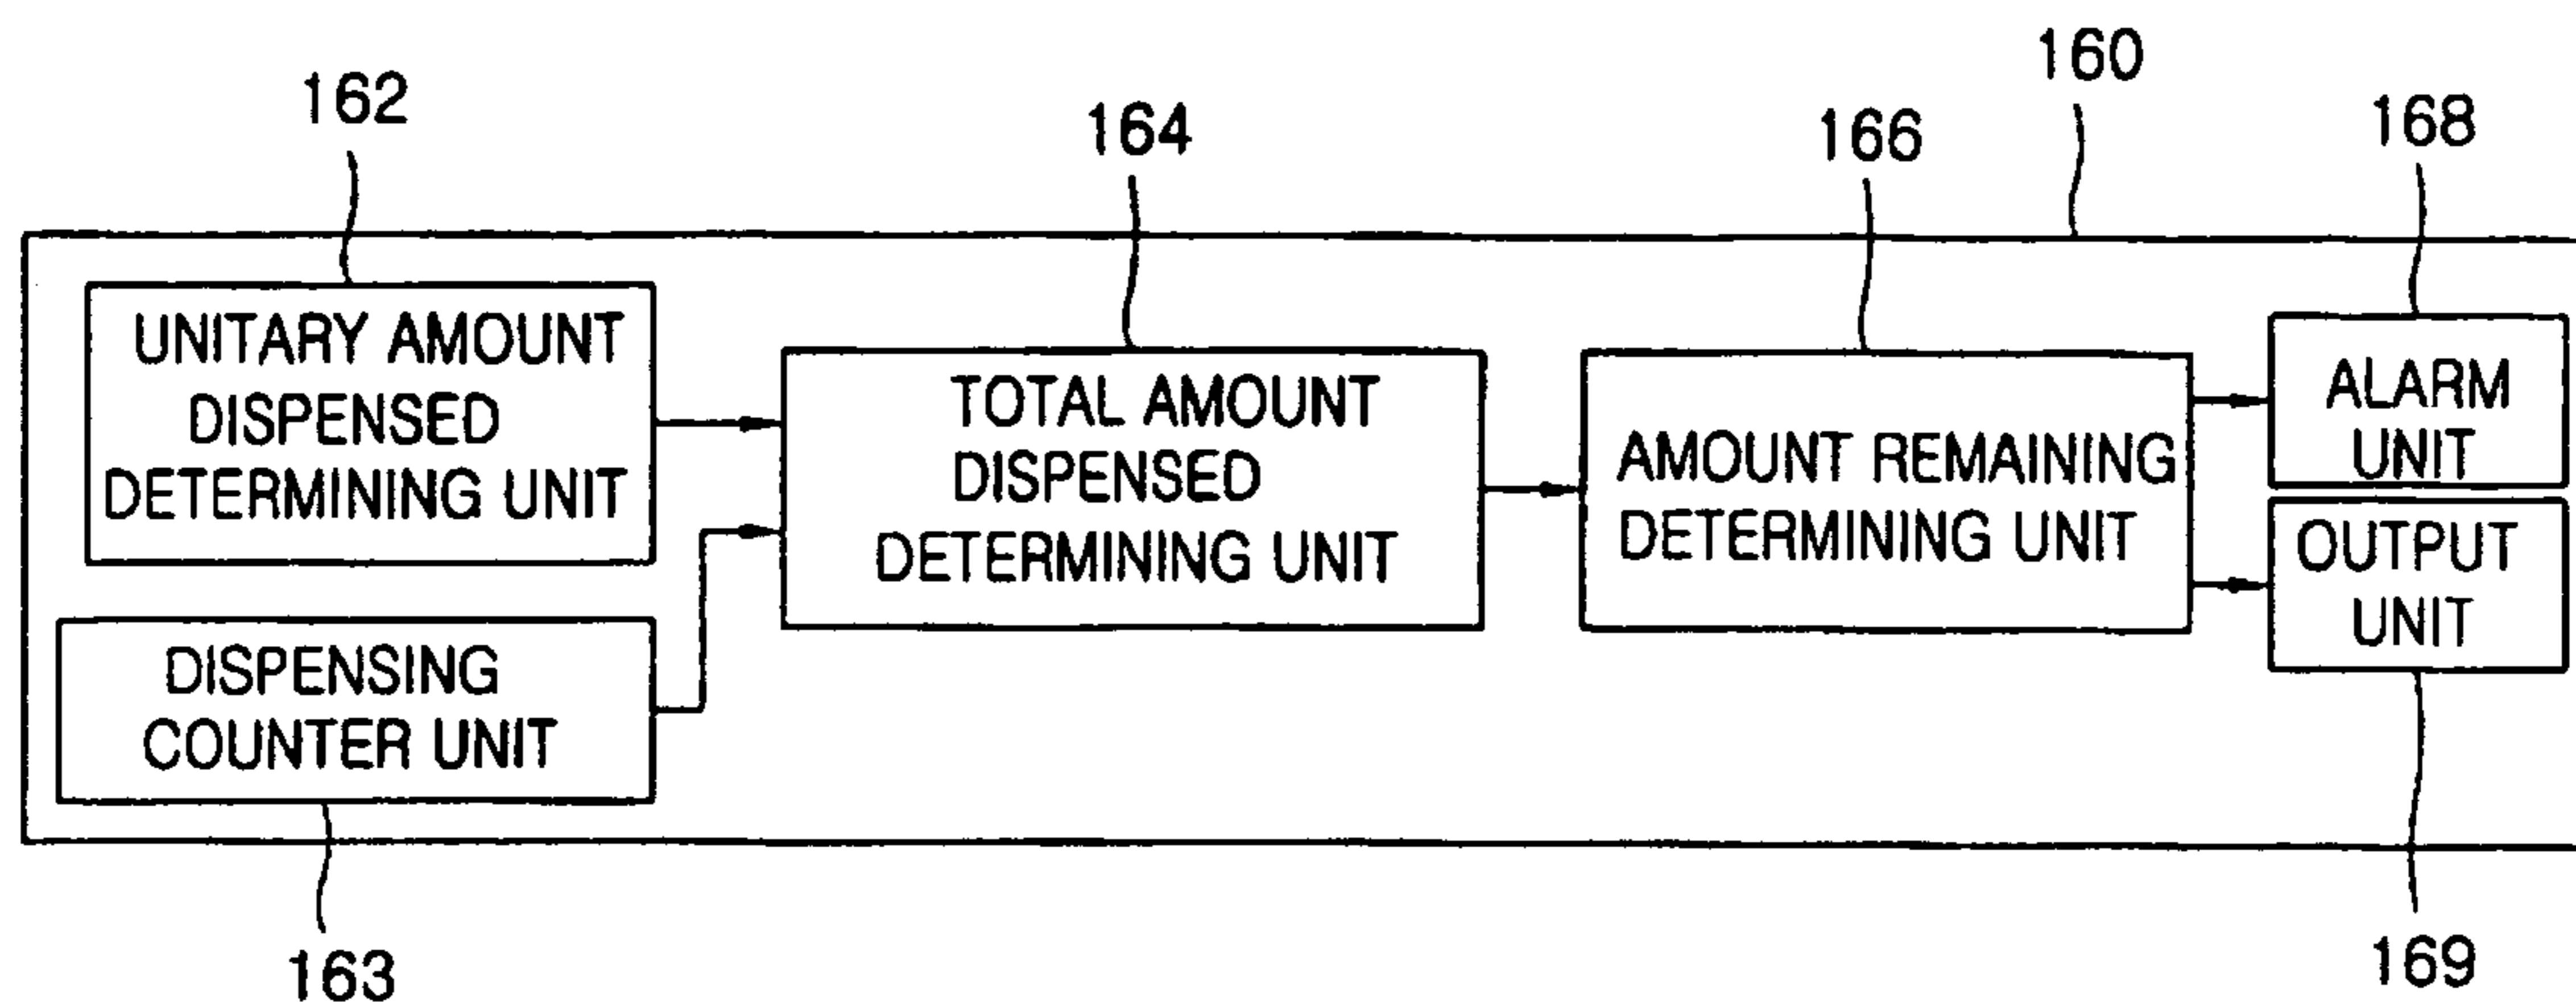 160
162
164
166
168
UNITARY AMOUNT
DISPENSED
DETERMINING UNIT
TOTAL AMOUNT
DISPENSED
DETERMINING UNIT
AMOUNT REMAINING
DETERMINING UNIT
ALARM
UNIT
OUTPUT
UNIT
DISPENSING
COUNTER UNIT
163
169